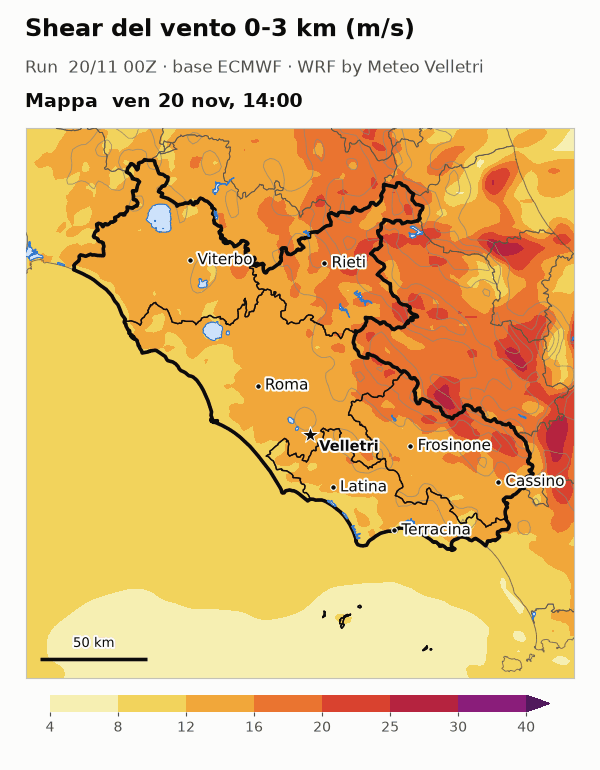 Shear del vento 0-3 km (m/s)
Run  20/11 00Z · base ECMWF · WRF by Meteo Velletri
Mappa  ven 20 nov, 14:00
Viterbo
Rieti
Roma
Velletri
Frosinone
Latina
Cassino
Terracina
50 km
4 8 12 16 20 25 30 40